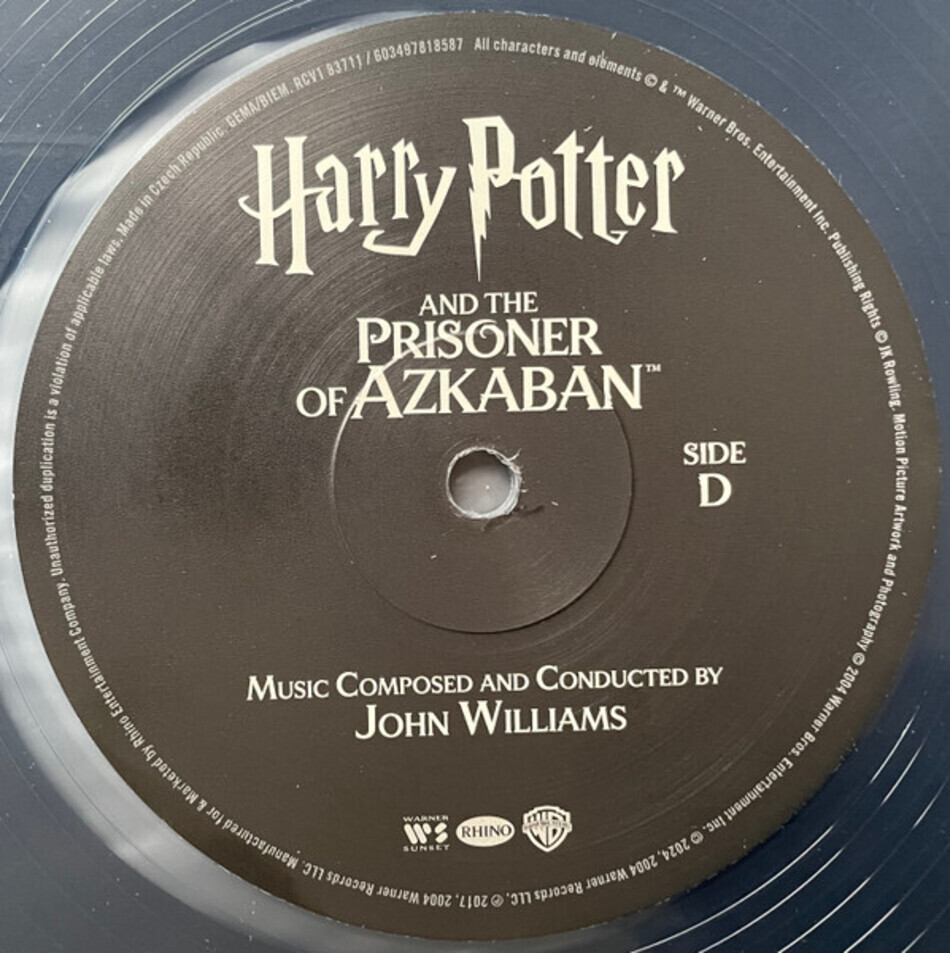 Harry Potter
AND THE
PRISONER
OF AZKABAN™
SIDE
D
MUSIC COMPOSED AND CONDUCTED BY
JOHN WILLIAMS
WARNER
WS
SUNSET
RHINO
WB
All characters and elements © & ™ Warner Bros. Entertainment Inc. Publishing Rights © JK Rowling. Motion Picture Artwork and Photography © 2004 Warner Bros. Entertainment Inc. © 2024, 2004 Warner Records LLC. ℗ 2017, 2004 Warner Records LLC. Manufactured for & Marketed by Rhino Entertainment Company. Unauthorized duplication is a violation of applicable laws. Made in Czech Republic. GEMA/BIEM. RCV1 83711 / 603497818587